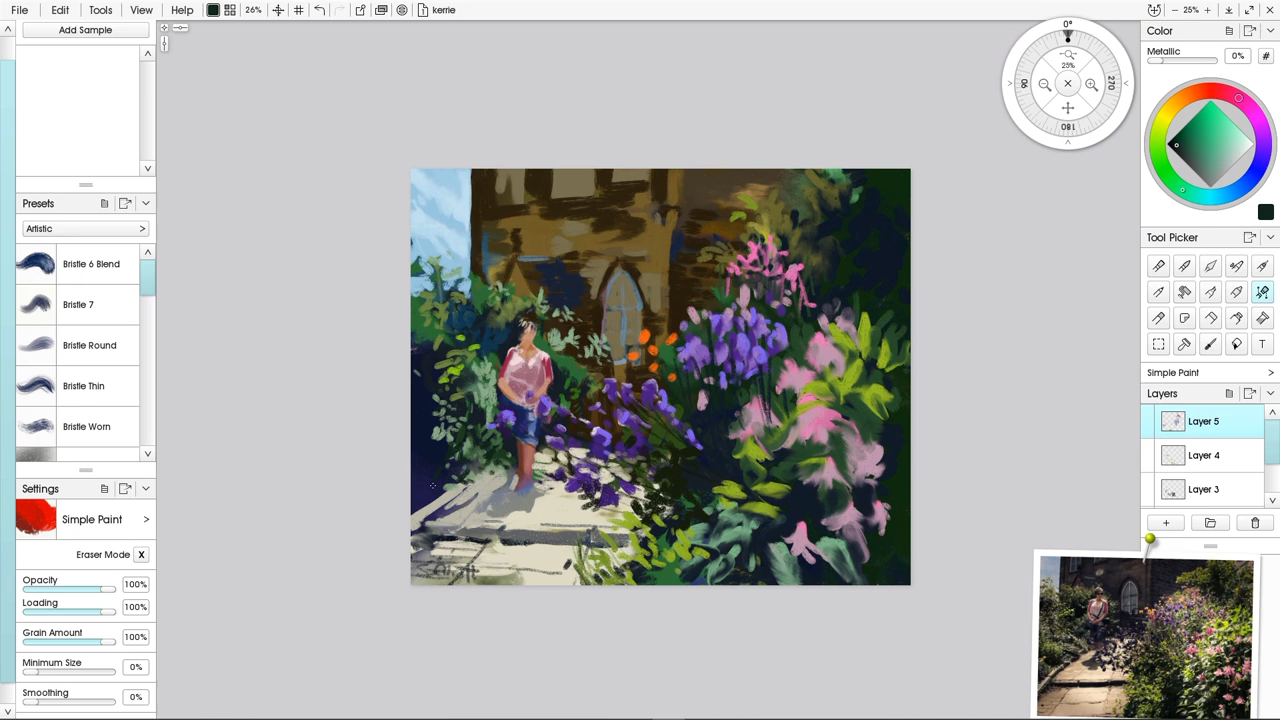 File Edit Tools View Help 26% kerrie 25%
Add Sample
Presets
Artistic >
Bristle 6 Blend
Bristle 7
Bristle Round
Bristle Thin
Bristle Worn
Settings
Simple Paint >
Eraser Mode X
Opacity 100%
Loading 100%
Grain Amount 100%
Minimum Size 0%
Smoothing 0%
0°
25%
90
270
180
Color
Metallic 0% #
Tool Picker
T
Simple Paint >
Layers
Layer 5
Layer 4
Layer 3